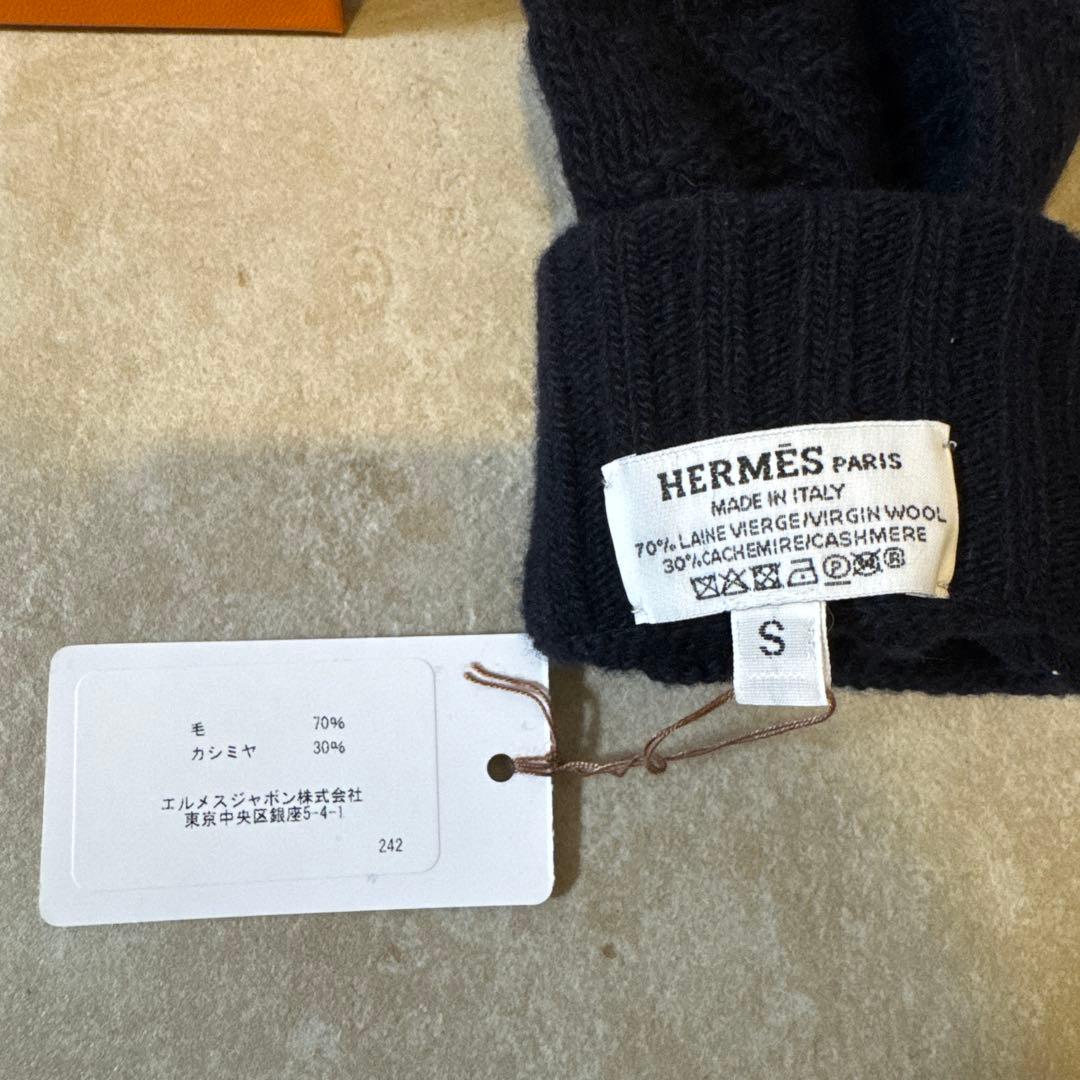 HERMĒS PARIS
MADE IN ITALY
70% LAINE VIERGE/VIRGIN WOOL
30% CACHEMIRE/CASHMERE
P R
S
毛 70%
カシミヤ 30%
エルメスジャポン株式会社
東京中央区銀座5-4-1
242